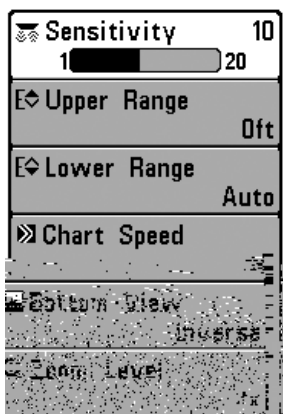 Sensitivity 10
1 20
Upper Range
0ft
Lower Range
Auto
Chart Speed
Bottom View
Inverse
Zoom Level